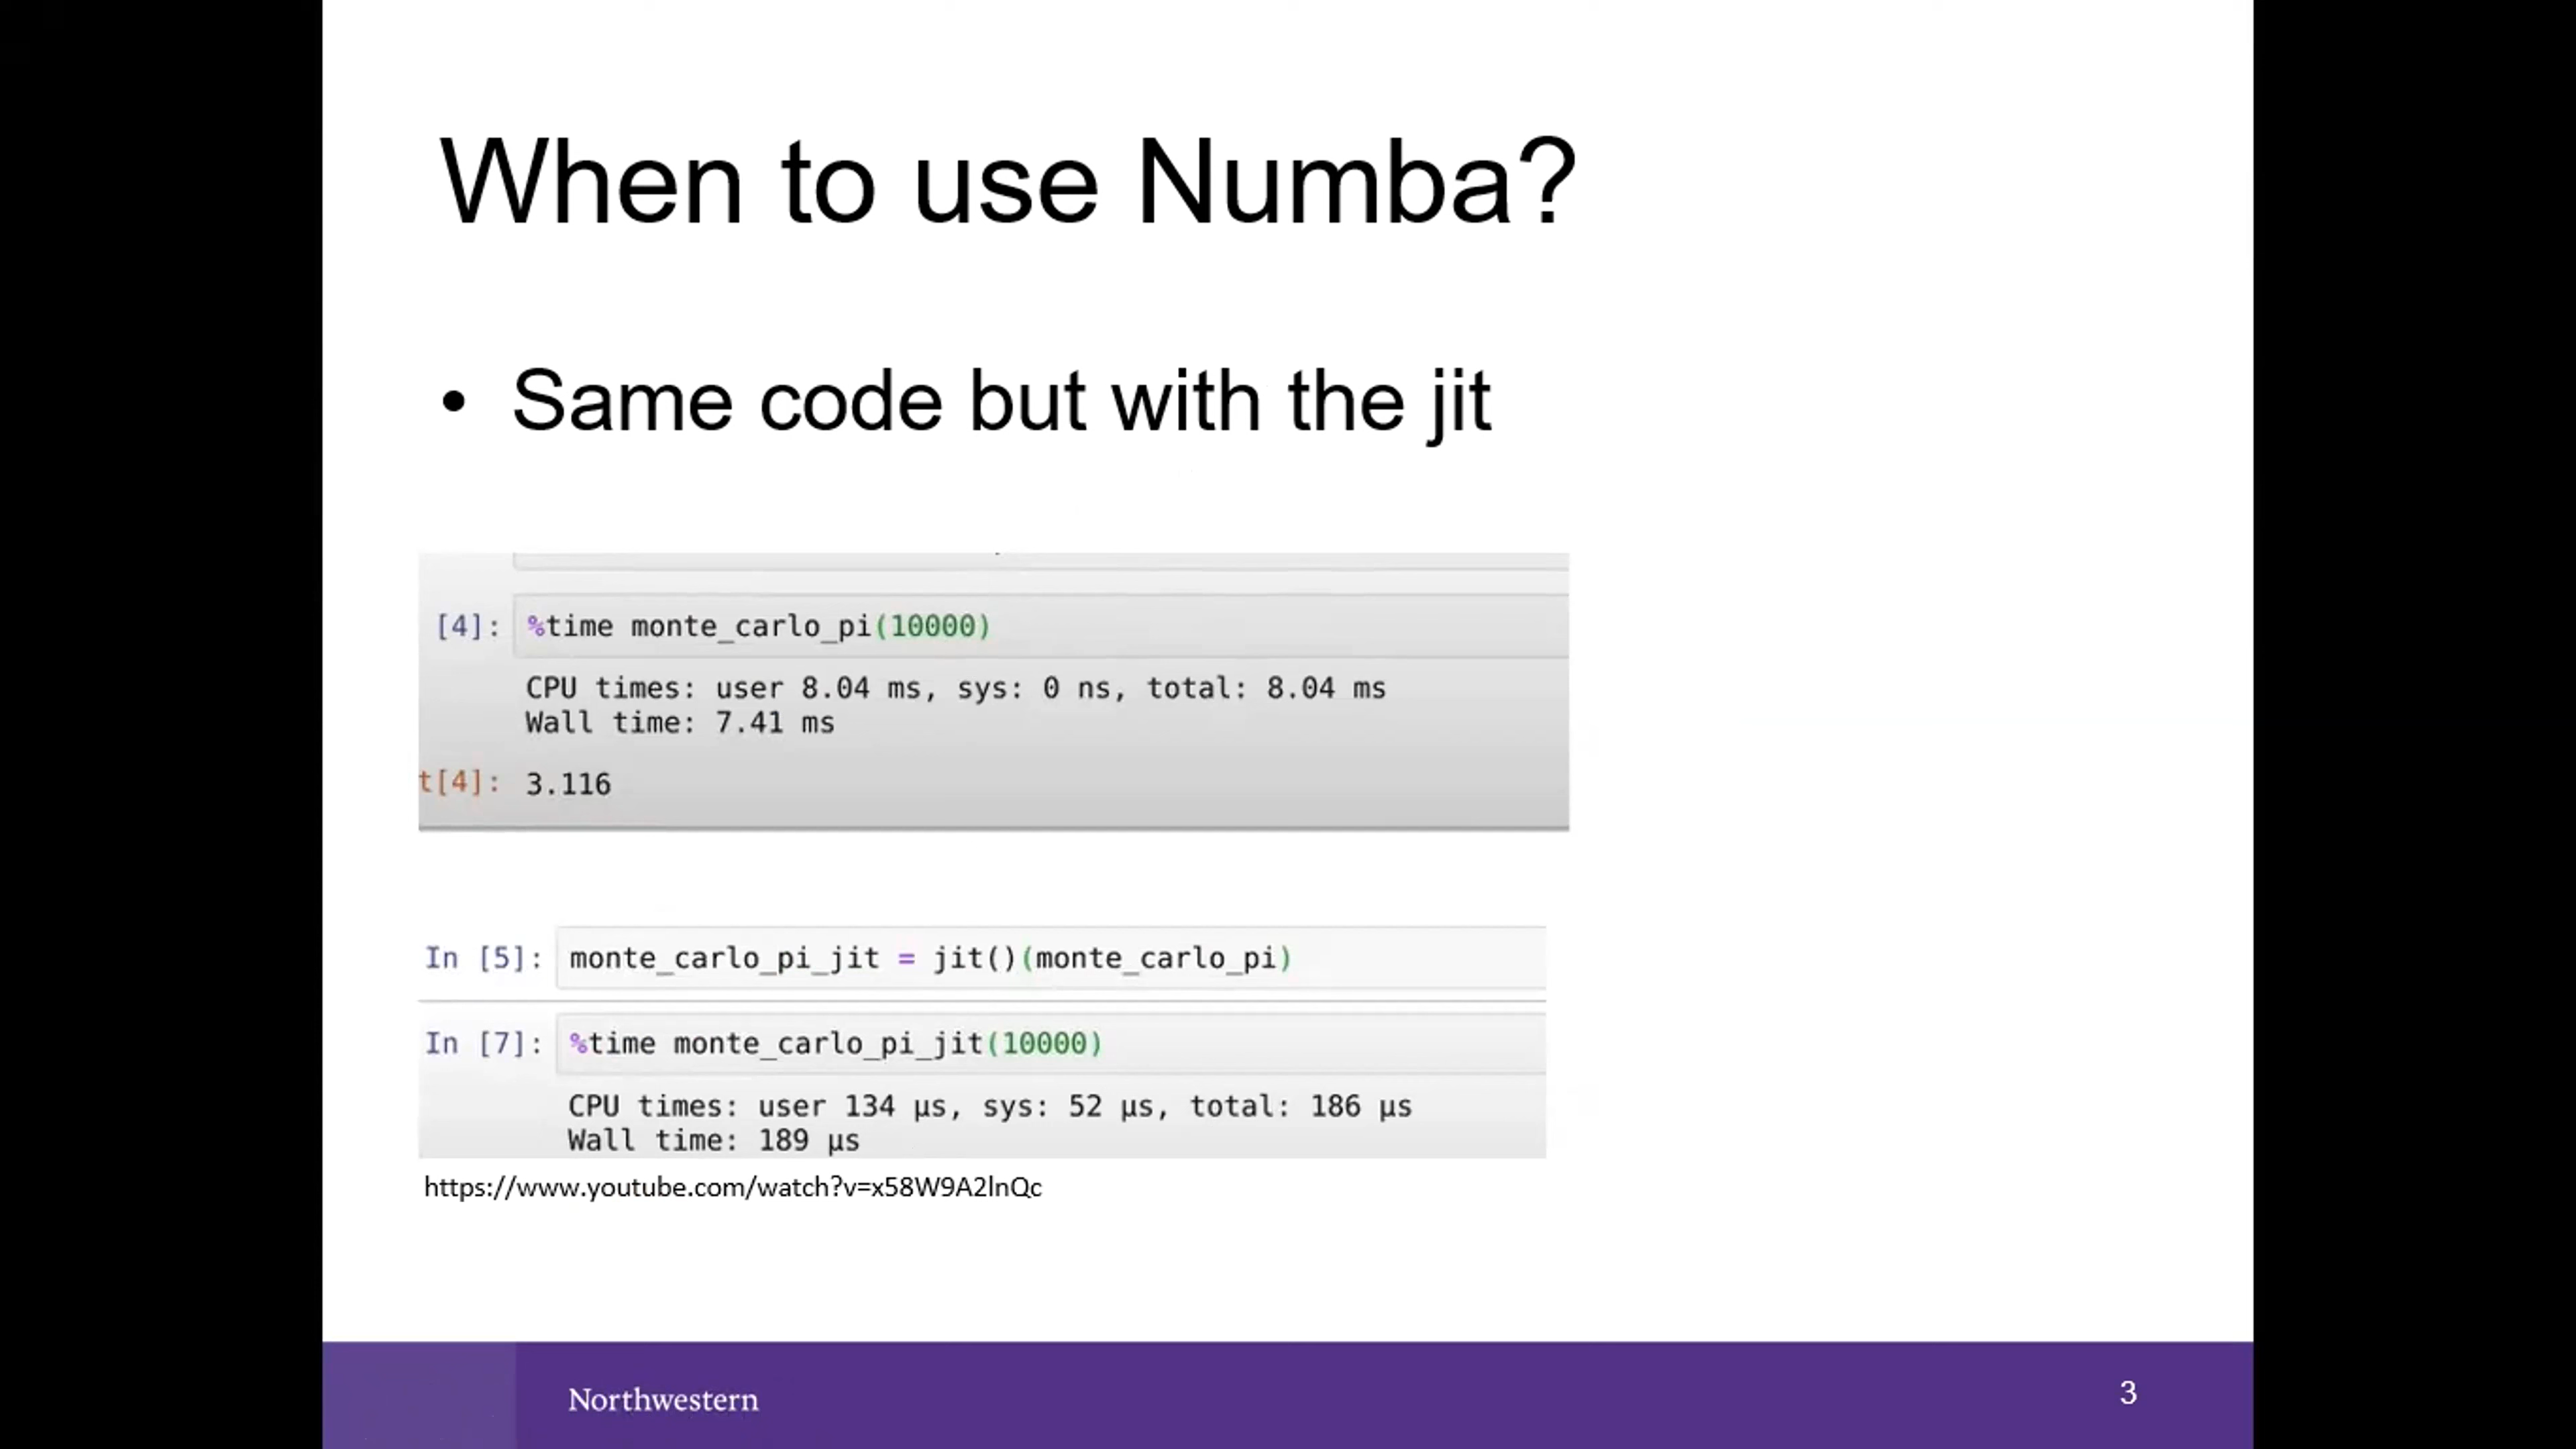 When to use Numba?
• Same code but with the jit
[4]: %time monte_carlo_pi(10000)
CPU times: user 8.04 ms, sys: 0 ns, total: 8.04 ms
Wall time: 7.41 ms
t[4]: 3.116
In [5]: monte_carlo_pi_jit = jit()(monte_carlo_pi)
In [7]: %time monte_carlo_pi_jit(10000)
CPU times: user 134 µs, sys: 52 µs, total: 186 µs
Wall time: 189 µs
https://www.youtube.com/watch?v=x58W9A2lnQc
Northwestern
3